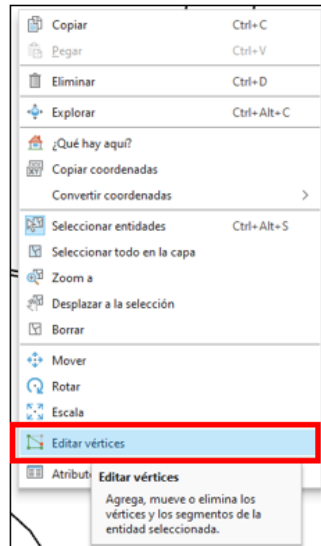 Copiar Ctrl+C
Pegar Ctrl+V
Eliminar Ctrl+D
Explorar Ctrl+Alt+C
¿Qué hay aquí?
Copiar coordenadas
Convertir coordenadas >
Seleccionar entidades Ctrl+Alt+S
Seleccionar todo en la capa
Zoom a
Desplazar a la selección
Borrar
Mover
Rotar
Escala
Editar vértices
Atribut
Editar vértices
Agrega, mueve o elimina los
vértices y los segmentos de la
entidad seleccionada.